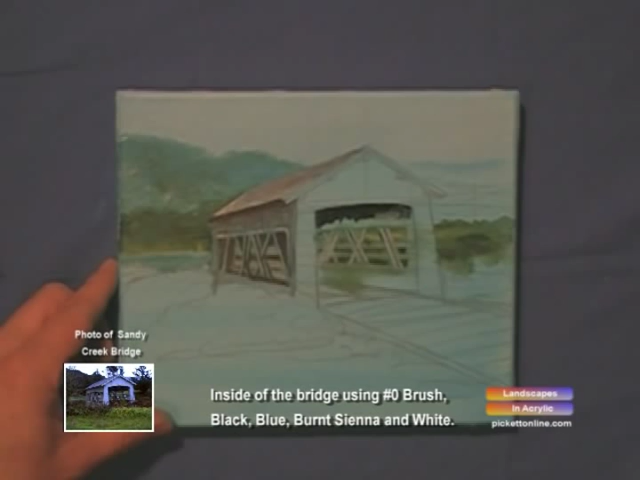 Photo of Sandy
Creek Bridge
Inside of the bridge using #0 Brush,
Black, Blue, Burnt Sienna and White.
Landscapes
In Acrylic
pickettonline.com